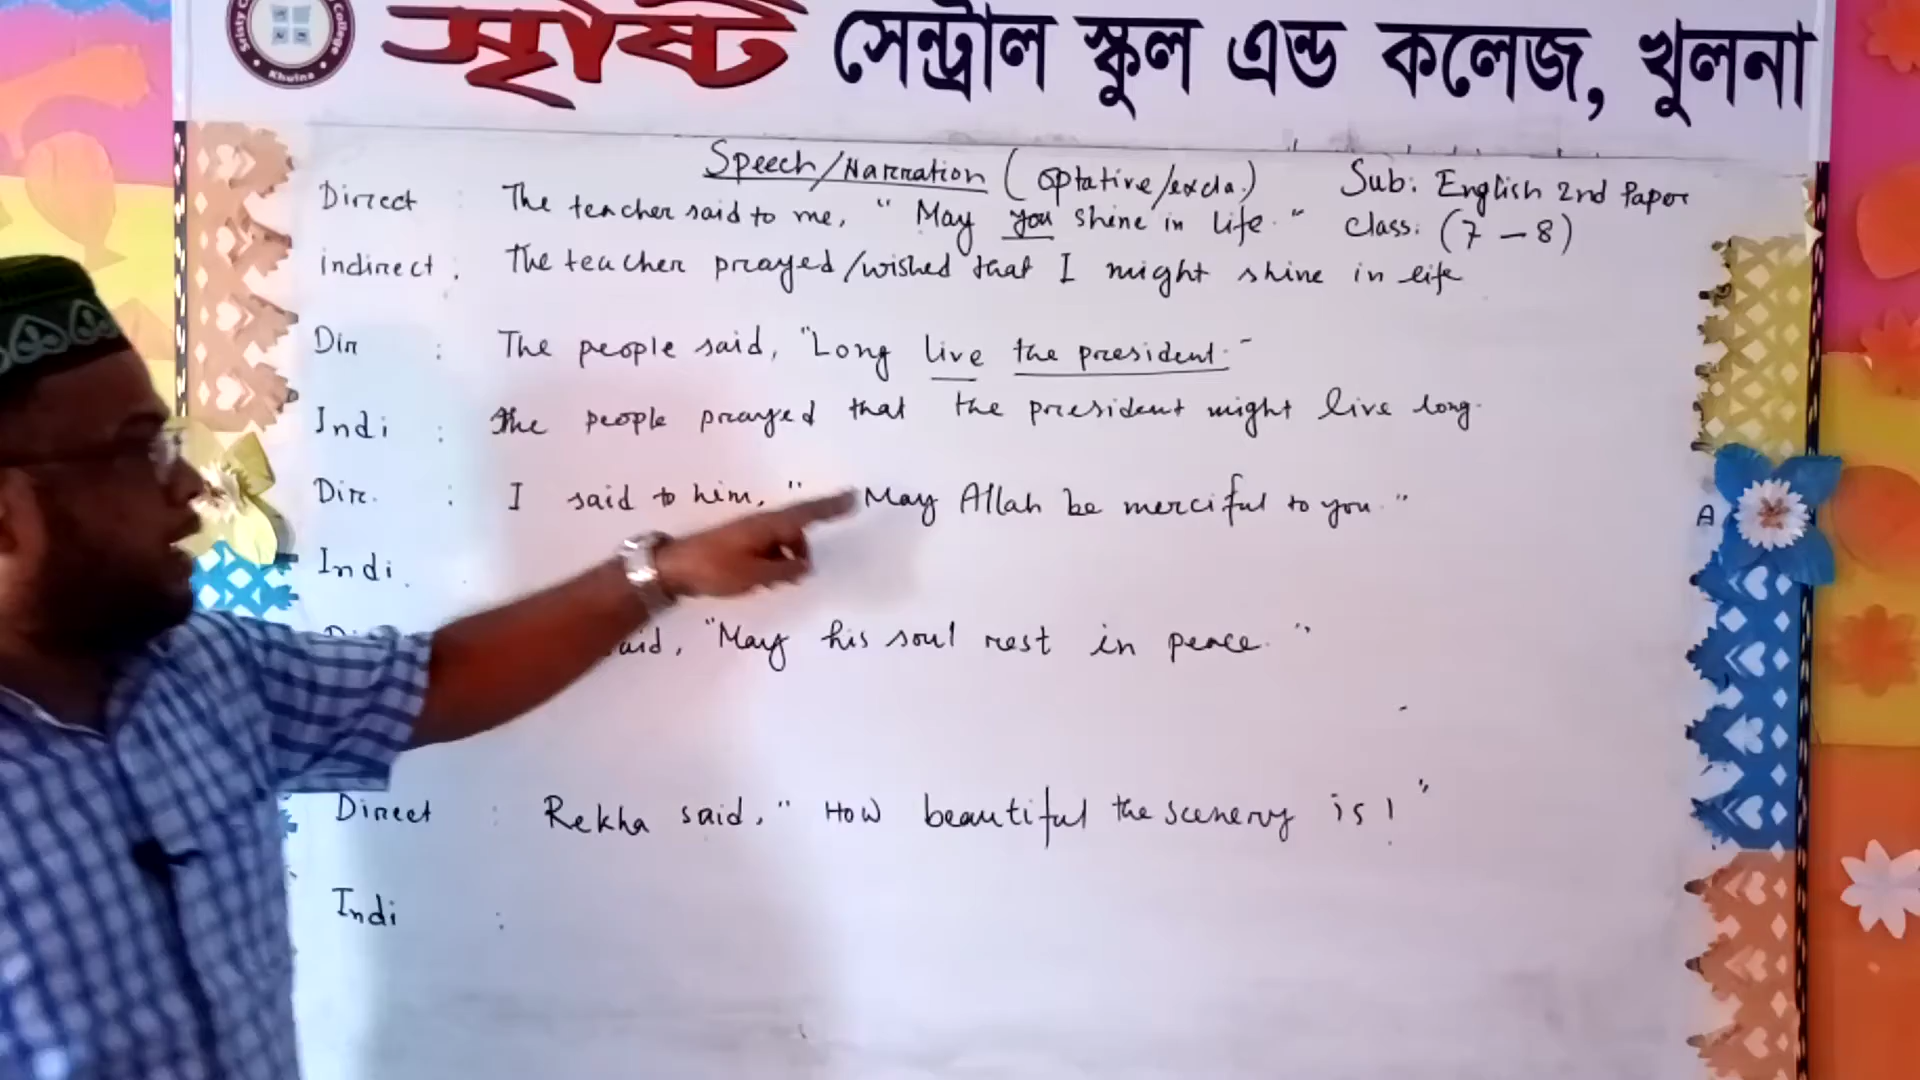 সৃষ্টি সেন্ট্রাল স্কুল এন্ড কলেজ, খুলনা
Khulna
Speech/Narration (optative/excla.)
Sub: English 2nd Paper
Class: (7 – 8)
Direct : The teacher said to me, "May you shine in life."
indirect : The teacher prayed/wished that I might shine in life
Dir : The people said, "Long live the president."
Indi : the people prayed that the president might live long.
Dir. : I said to him, " May Allah be merciful to you."
A
Indi.
said, "May his soul rest in peace."
Direct : Rekha said, "How beautiful the scenery is!"
Indi :